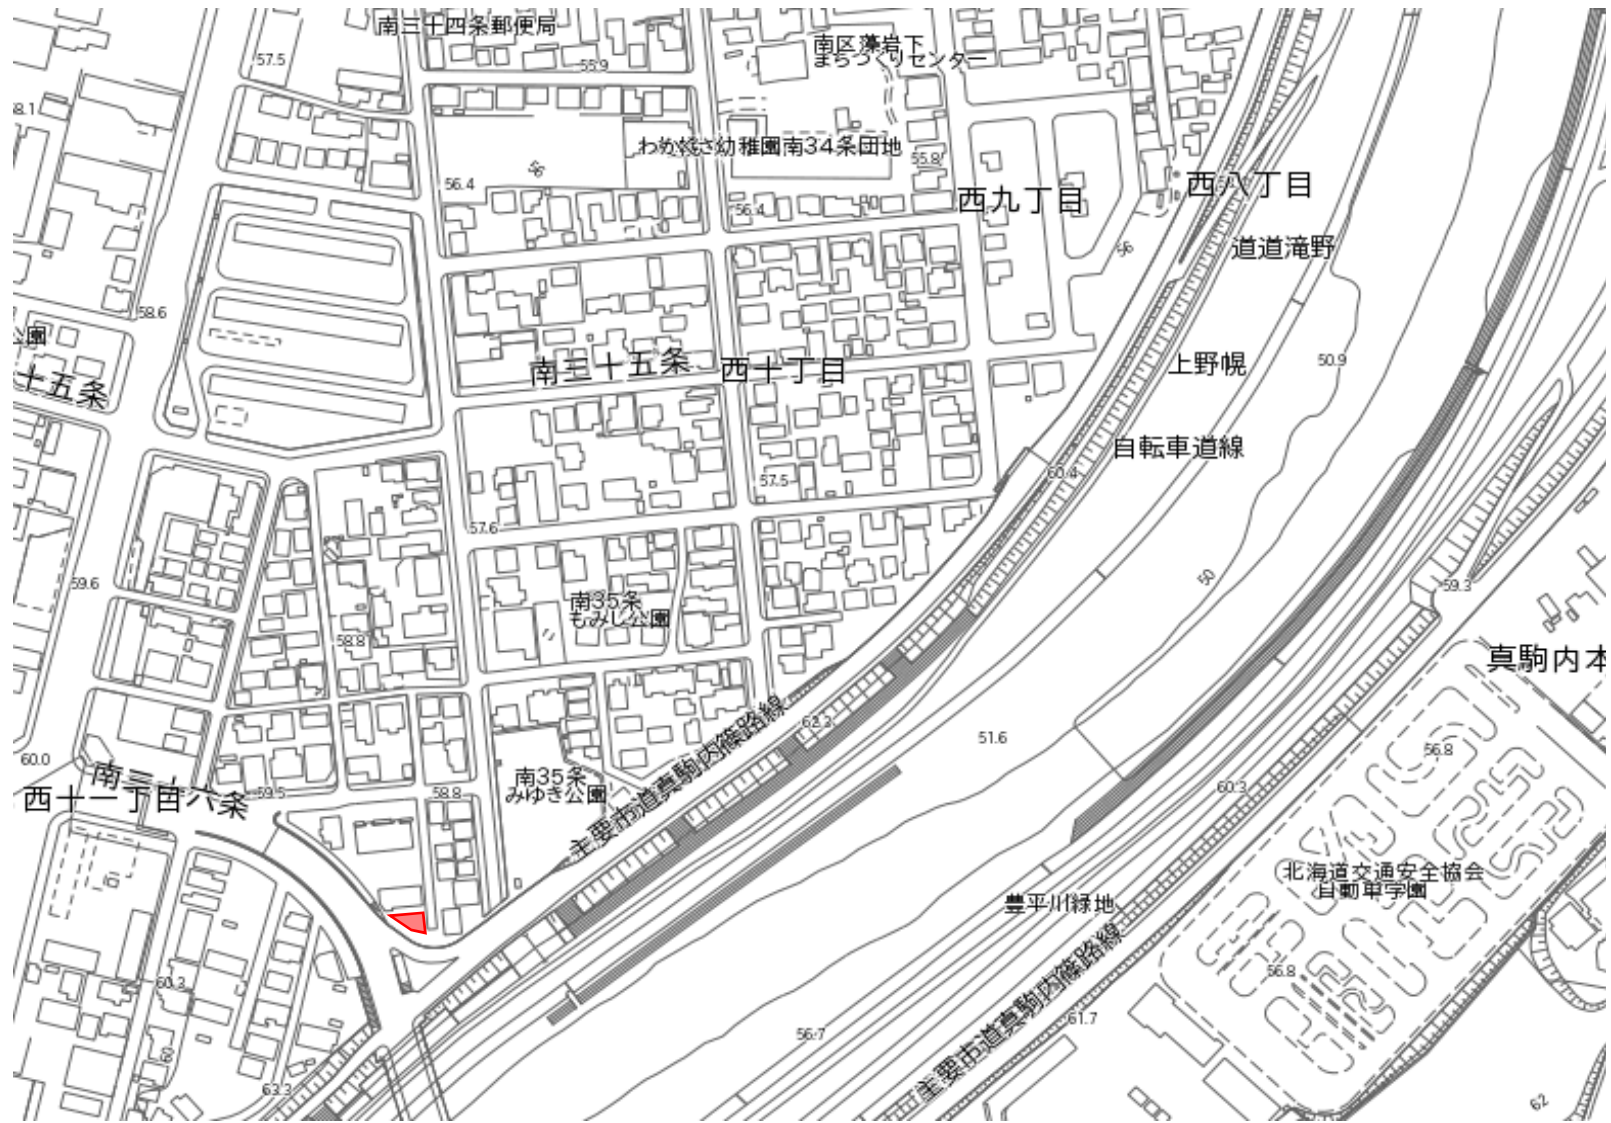 南三十四条郵便局
南区藻岩下
まちづくりセンター
57.5
55.9
8.1
わかくさ幼稚園南34条団地
55.8
56
56.4
56.4
西九丁目
西八丁目
道道滝野
56
58.6
公園
十五条
南三十五条
西十丁目
上野幌
50.9
自転車道線
60.4
57.5
57.6
59.6
50
59.3
南35条
もみじ公園
58.8
真駒内本
62.3
51.6
56.8
60.0
南三十六条
西十一丁目
59.5
58.8
南35条
みゆき公園
主要市道真駒内篠路線
60.3
北海道交通安全協会
自動車学園
豊平川緑地
56.8
60.3
主要市道真駒内篠路線
61.7
56.7
60
63.3
62